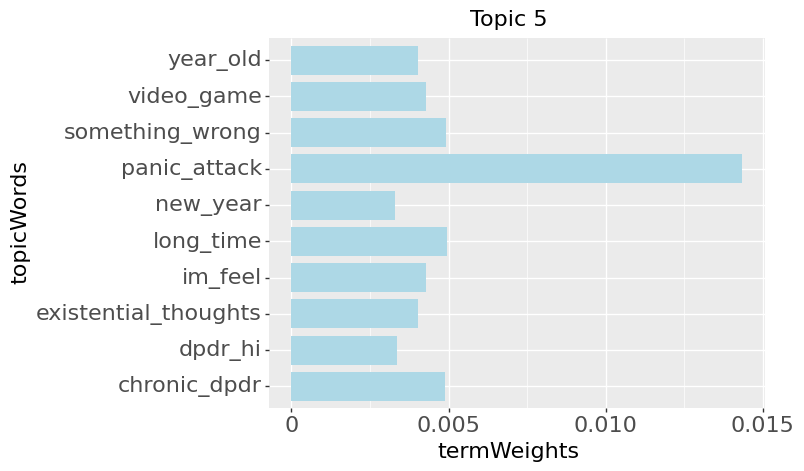 Topic 5
year_old
video_game
something_wrong
panic_attack
new_year
long_time
im_feel
existential_thoughts
dpdr_hi
chronic_dpdr
topicWords
0 0.005 0.010 0.015
termWeights